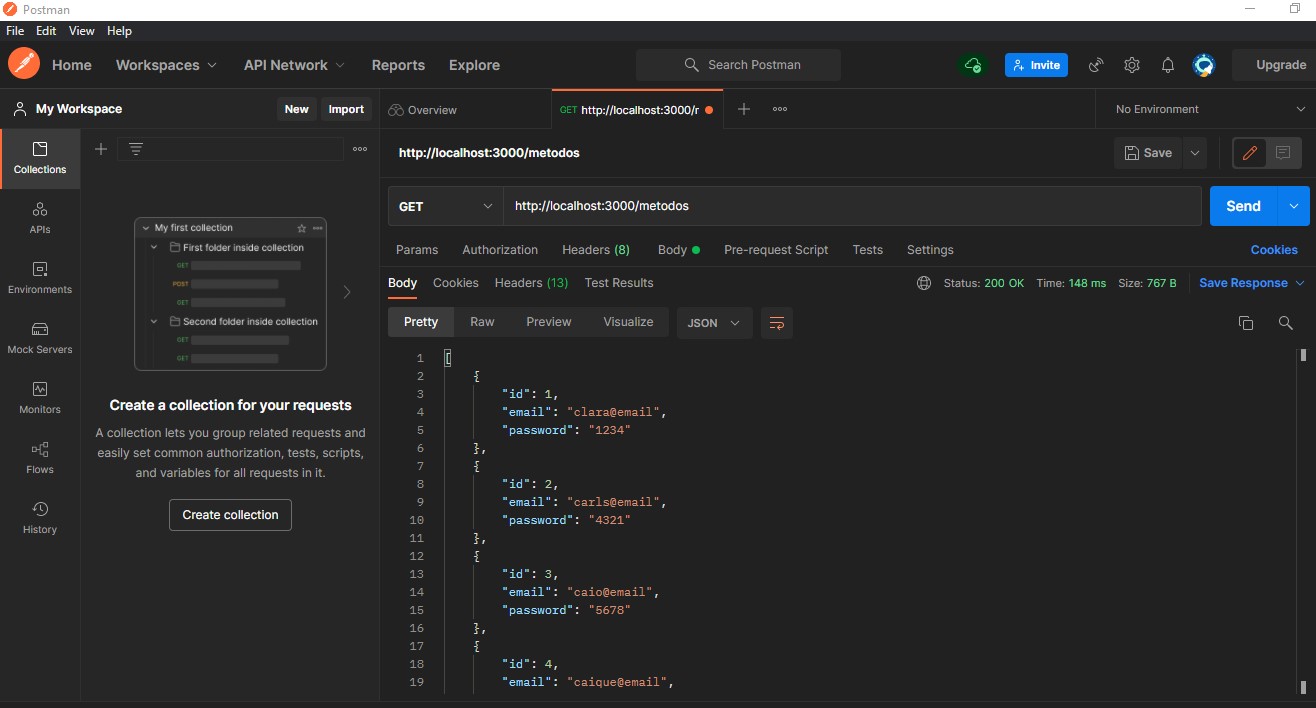 Postman
File Edit View Help
Home Workspaces API Network Reports Explore Search Postman Invite Upgrade
My Workspace New Import Overview GET http://localhost:3000/r No Environment
http://localhost:3000/metodos Save
Collections
APIs
Environments
Mock Servers
Monitors
Flows
History
My first collection
First folder inside collection
GET
POST
GET
Second folder inside collection
GET
GET
Create a collection for your requests
A collection lets you group related requests and
easily set common authorization, tests, scripts,
and variables for all requests in it.
Create collection
GET http://localhost:3000/metodos Send
Params Authorization Headers (8) Body Pre-request Script Tests Settings Cookies
Body Cookies Headers (13) Test Results Status: 200 OK Time: 148 ms Size: 767 B Save Response
Pretty Raw Preview Visualize JSON
1 [
2 {
3 "id": 1,
4 "email": "clara@email",
5 "password": "1234"
6 },
7 {
8 "id": 2,
9 "email": "carls@email",
10 "password": "4321"
11 },
12 {
13 "id": 3,
14 "email": "caio@email",
15 "password": "5678"
16 },
17 {
18 "id": 4,
19 "email": "caique@email",